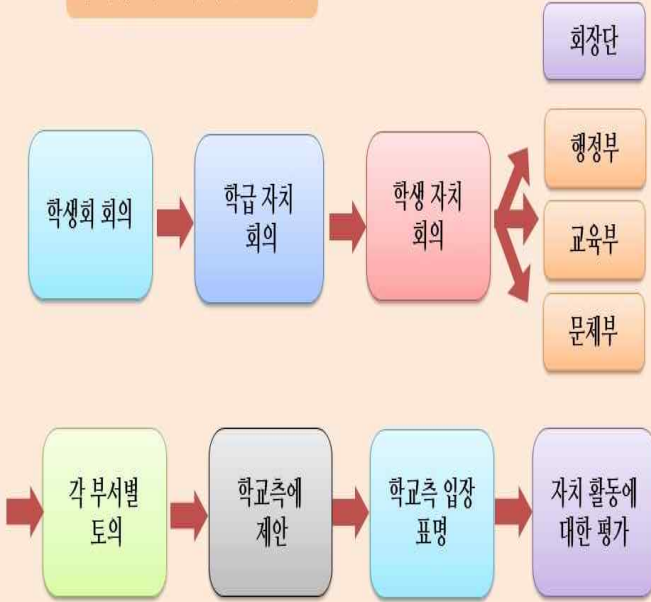 회장단
학생회 회의
학급 자치
회의
학생 자치
회의
행정부
교육부
문체부
각 부서별
토의
학교측에
제안
학교측 입장
표명
자치 활동에
대한 평가